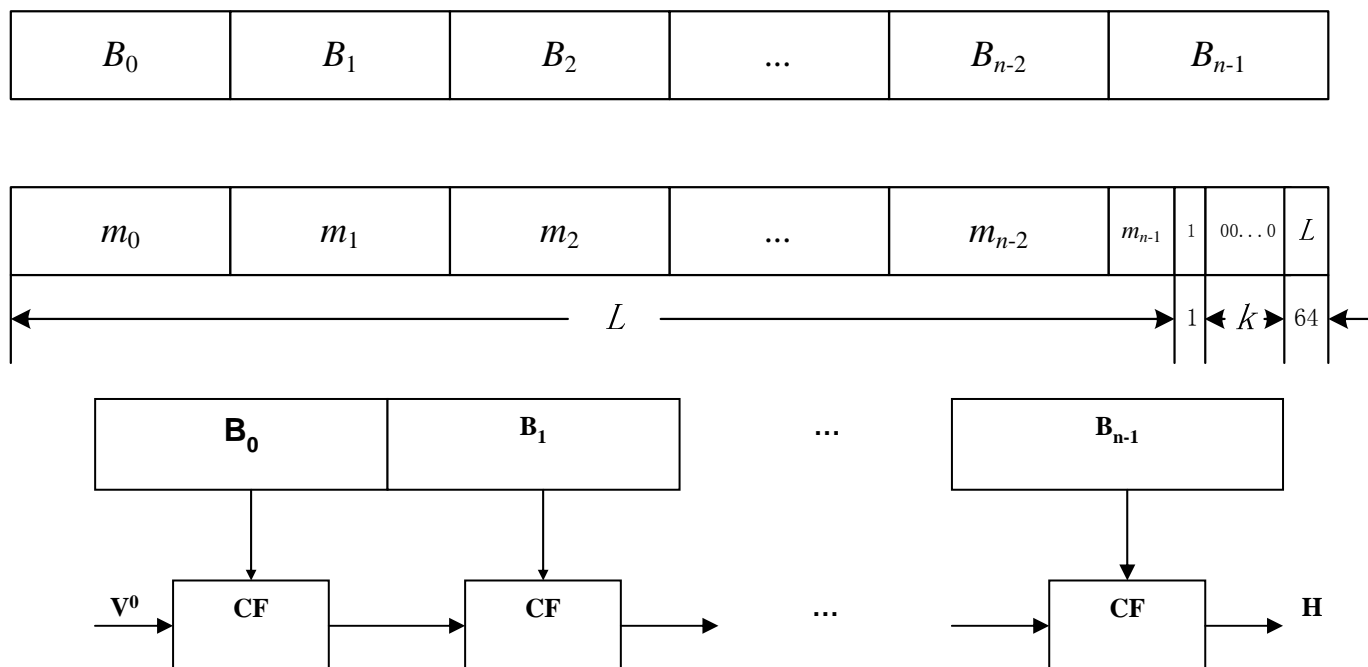 B₀ B₁ B₂ ... Bₙ₋₂ Bₙ₋₁
m₀ m₁ m₂ ... mₙ₋₂ mₙ₋₁ 1 00...0 L
L 1 k 64
B₀ B₁ ... Bₙ₋₁
V⁰ CF CF ... CF H